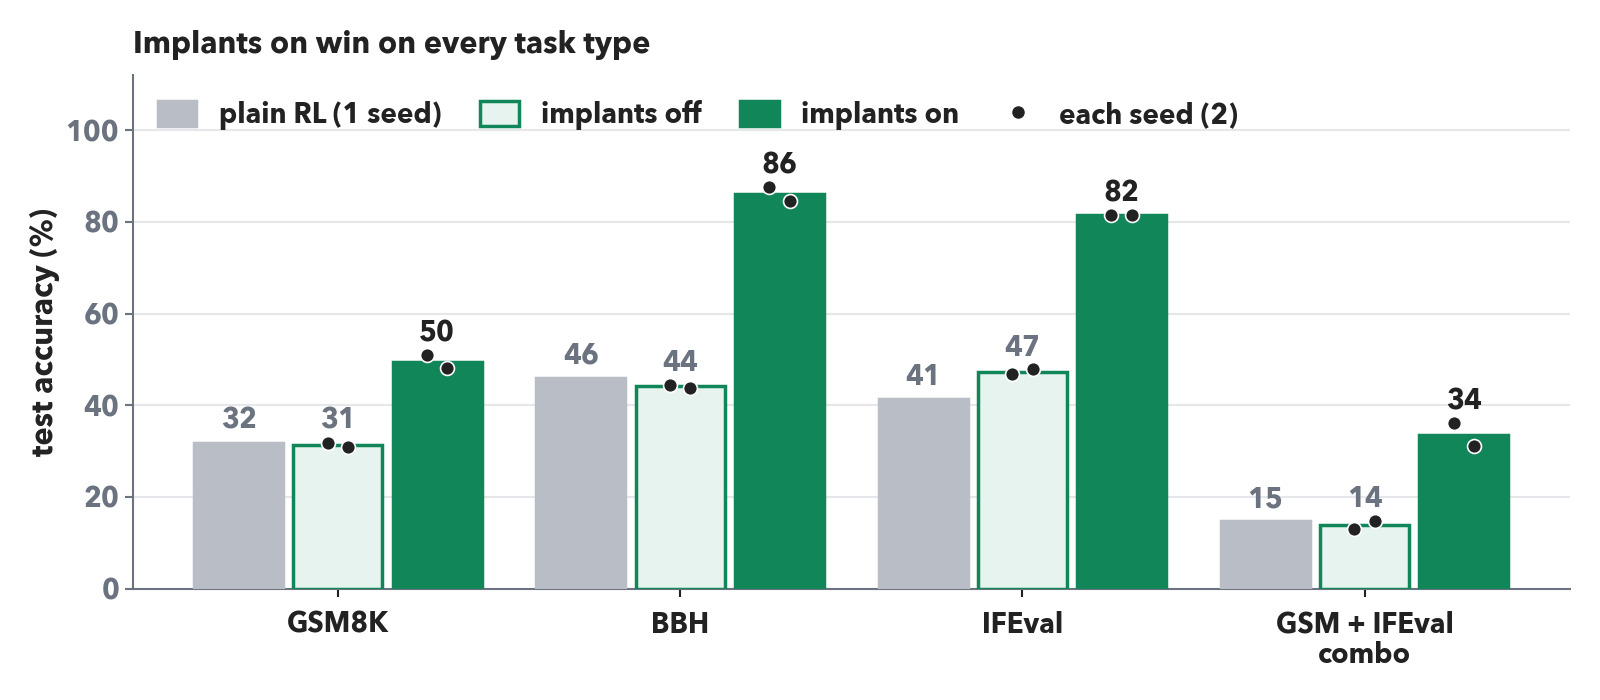 Implants on win on every task type
plain RL (1 seed)
implants off
implants on
each seed (2)
test accuracy (%)
100
80
60
40
20
0
32
31
50
46
44
86
41
47
82
15
14
34
GSM8K
BBH
IFEval
GSM + IFEval
combo